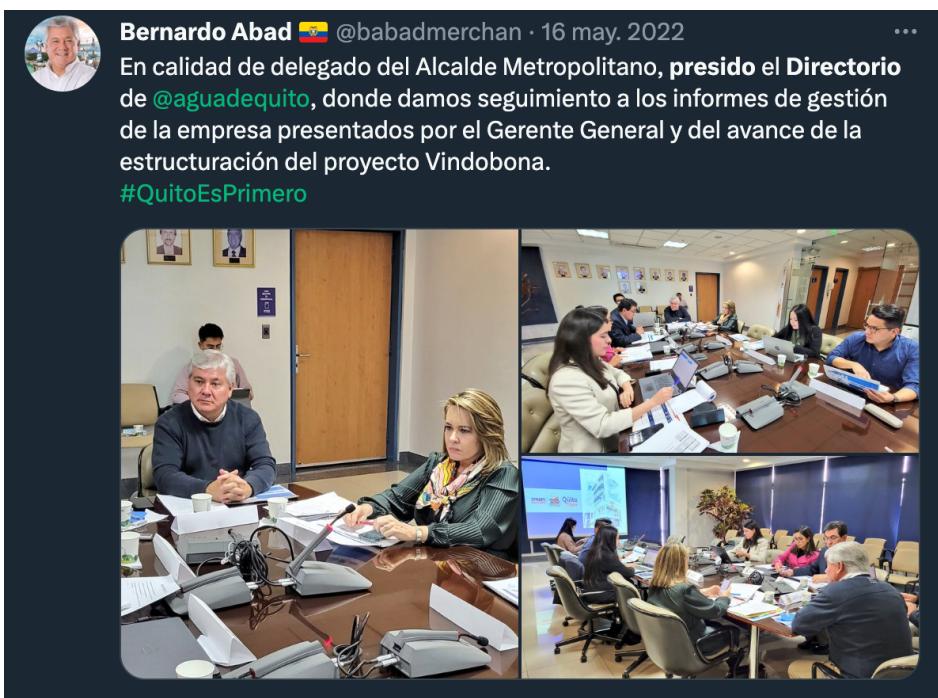 Bernardo Abad 🇪🇨 @babadmerchan · 16 may. 2022
En calidad de delegado del Alcalde Metropolitano, presido el Directorio
de @aguadequito, donde damos seguimiento a los informes de gestión
de la empresa presentados por el Gerente General y del avance de la
estructuración del proyecto Vindobona.
#QuitoEsPrimero
Quito